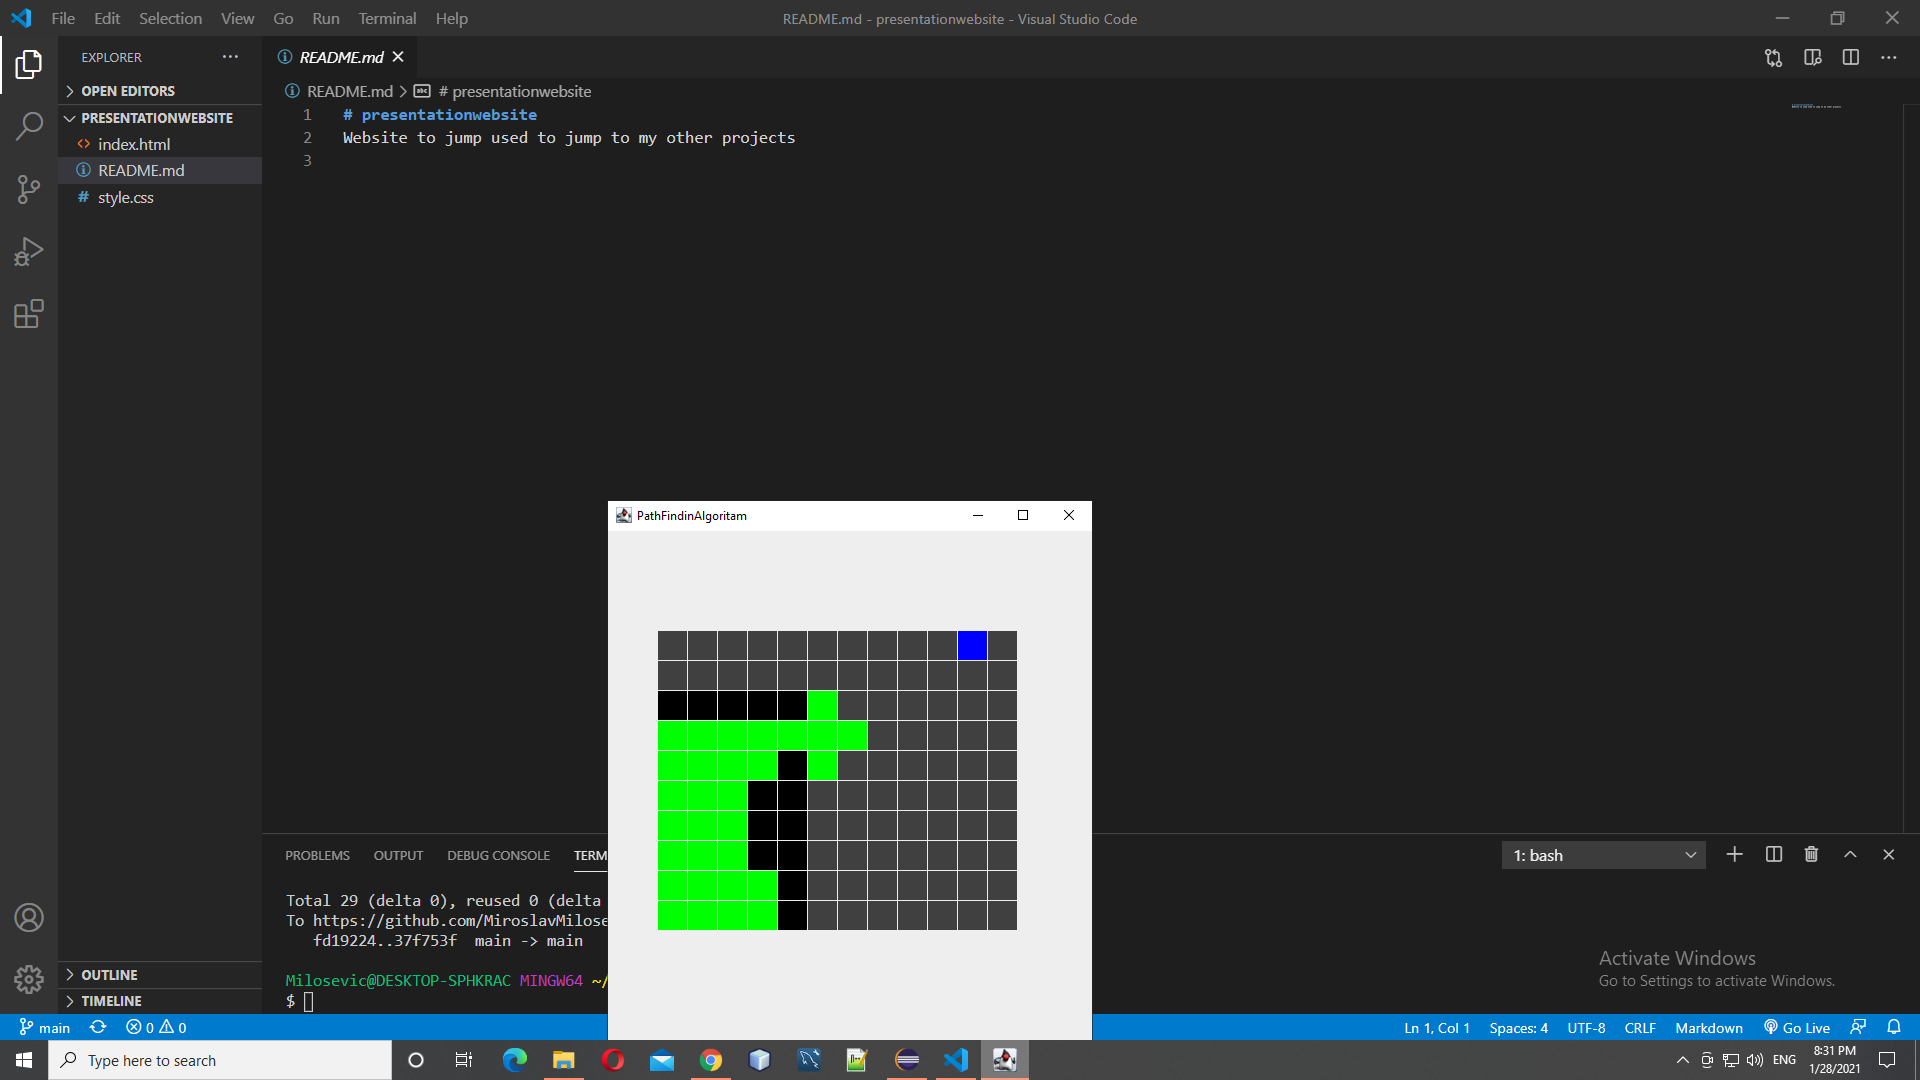 File Edit Selection View Go Run Terminal Help
README.md - presentationwebsite - Visual Studio Code
EXPLORER
OPEN EDITORS
PRESENTATIONWEBSITE
index.html
README.md
style.css
OUTLINE
TIMELINE
README.md
README.md > # presentationwebsite
1 # presentationwebsite
2 Website to jump used to jump to my other projects
3
PathFindinAlgoritam
PROBLEMS OUTPUT DEBUG CONSOLE TERM
1: bash
Total 29 (delta 0), reused 0 (delta
To https://github.com/MiroslavMilose
fd19224..37f753f main -> main
Milosevic@DESKTOP-SPHKRAC MINGW64 ~/
$
Activate Windows
Go to Settings to activate Windows.
main 0 0
Ln 1, Col 1 Spaces: 4 UTF-8 CRLF Markdown Go Live
Type here to search
ENG
8:31 PM
1/28/2021